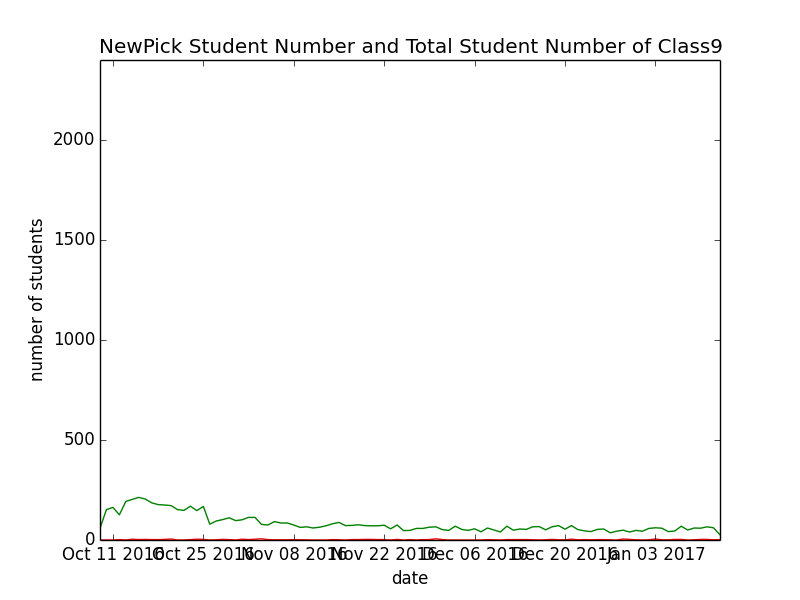 NewPick Student Number and Total Student Number of Class9
number of students
2000
1500
1000
500
0
Oct 11 2016 Oct 25 2016 Nov 08 2016 Nov 22 2016 Dec 06 2016 Dec 20 2016 Jan 03 2017
date